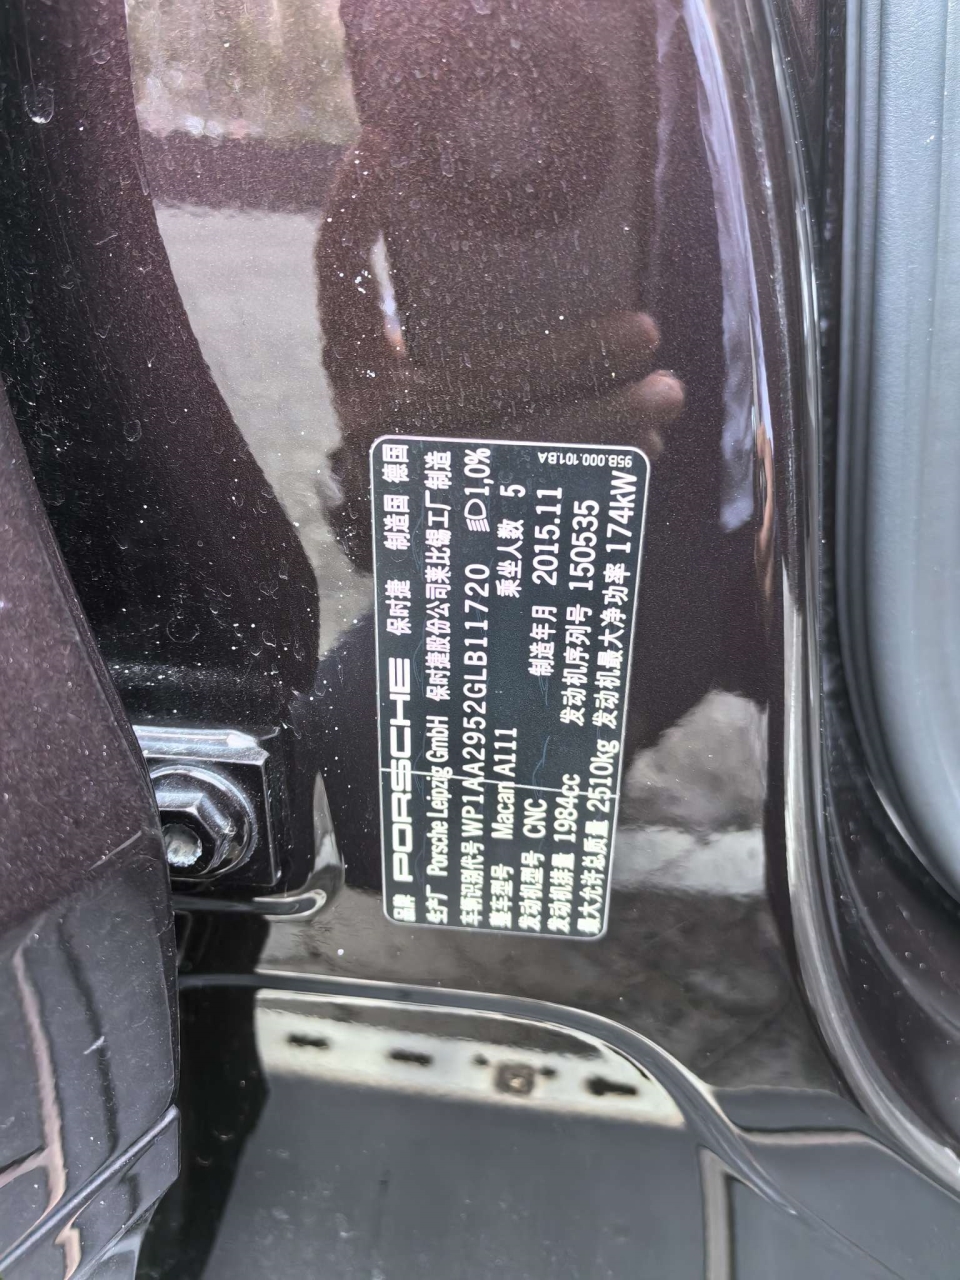 品牌 PORSCHE 保时捷 制造国 德国
生产厂 Porsche Leipzig GmbH 保时捷股份公司莱比锡工厂制造
车辆识别代号 WP1AA2952GLB11720 1,0%
整车型号 Macan A111 乘坐人数 5
发动机型号 CNC 制造年月 2015.11
发动机排量 1984cc 发动机序列号 150535
最大允许总质量 2510kg 发动机最大净功率 174kW
95B.000.101.BA